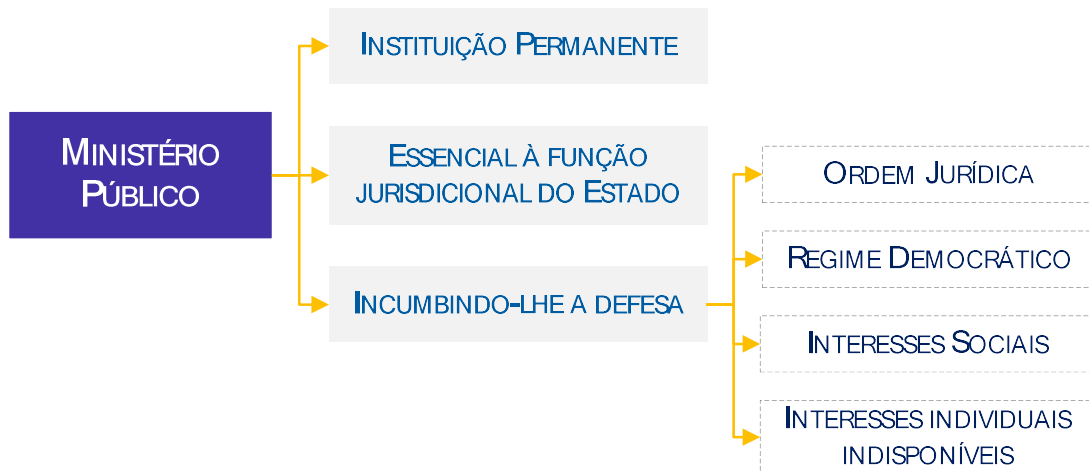 MINISTÉRIO
PÚBLICO
INSTITUIÇÃO PERMANENTE
ESSENCIAL À FUNÇÃO
JURISDICIONAL DO ESTADO
INCUMBINDO-LHE A DEFESA
ORDEM JURÍDICA
REGIME DEMOCRÁTICO
INTERESSES SOCIAIS
INTERESSES INDIVIDUAIS
INDISPONÍVEIS